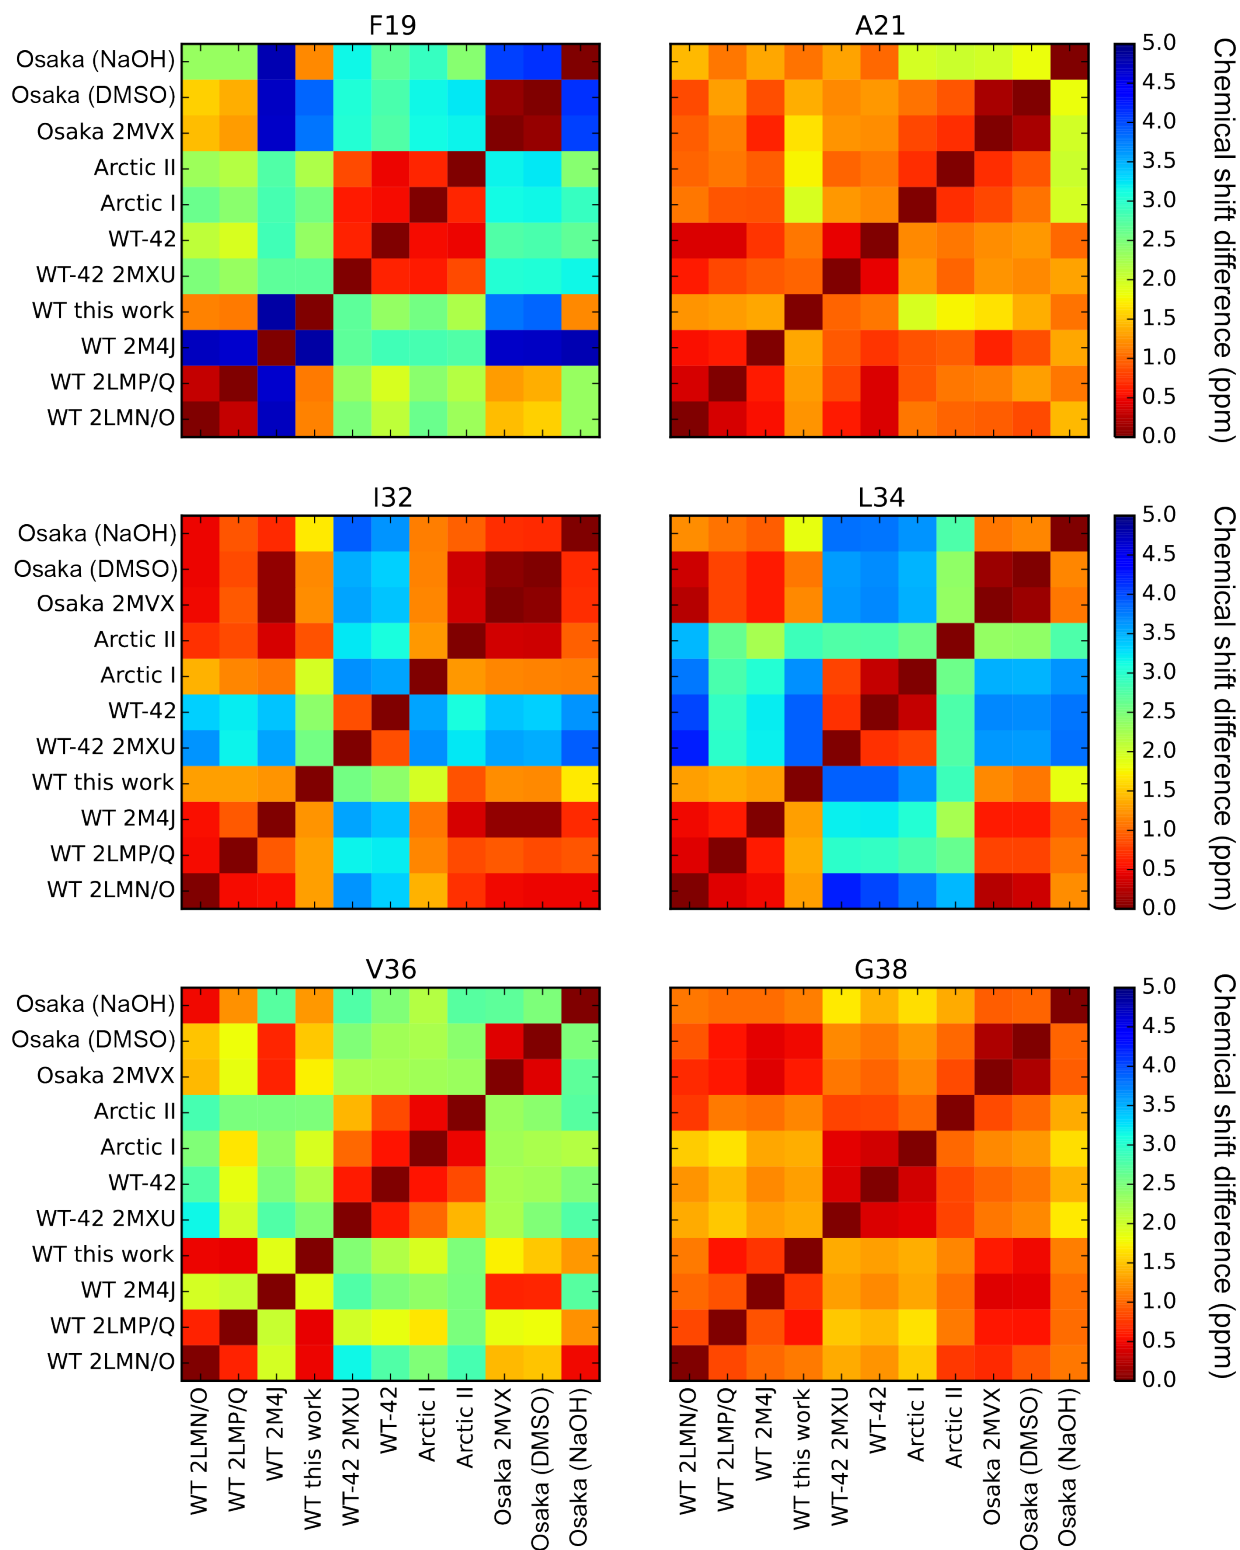 F19
A21
Osaka (NaOH)
Osaka (DMSO)
Osaka 2MVX
Arctic II
Arctic I
WT-42
WT-42 2MXU
WT this work
WT 2M4J
WT 2LMP/Q
WT 2LMN/O
5.0
4.5
4.0
3.5
3.0
2.5
2.0
1.5
1.0
0.5
0.0
Chemical shift difference (ppm)
I32
L34
Osaka (NaOH)
Osaka (DMSO)
Osaka 2MVX
Arctic II
Arctic I
WT-42
WT-42 2MXU
WT this work
WT 2M4J
WT 2LMP/Q
WT 2LMN/O
5.0
4.5
4.0
3.5
3.0
2.5
2.0
1.5
1.0
0.5
0.0
Chemical shift difference (ppm)
V36
G38
Osaka (NaOH)
Osaka (DMSO)
Osaka 2MVX
Arctic II
Arctic I
WT-42
WT-42 2MXU
WT this work
WT 2M4J
WT 2LMP/Q
WT 2LMN/O
5.0
4.5
4.0
3.5
3.0
2.5
2.0
1.5
1.0
0.5
0.0
Chemical shift difference (ppm)
WT 2LMN/O
WT 2LMP/Q
WT 2M4J
WT this work
WT-42 2MXU
WT-42
Arctic I
Arctic II
Osaka 2MVX
Osaka (DMSO)
Osaka (NaOH)
WT 2LMN/O
WT 2LMP/Q
WT 2M4J
WT this work
WT-42 2MXU
WT-42
Arctic I
Arctic II
Osaka 2MVX
Osaka (DMSO)
Osaka (NaOH)